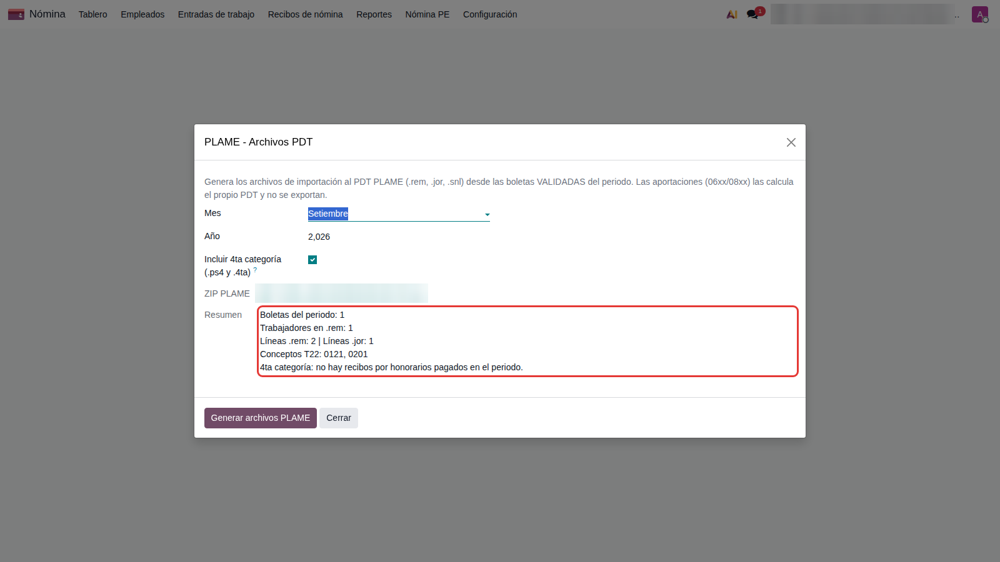 Nómina Tablero Empleados Entradas de trabajo Recibos de nómina Reportes Nómina PE Configuración AI 1 .. A
PLAME - Archivos PDT
Genera los archivos de importación al PDT PLAME (.rem, .jor, .snl) desde las boletas VALIDADAS del periodo. Las aportaciones (06xx/08xx) las calcula
el propio PDT y no se exportan.
Mes Setiembre
Año 2,026
Incluir 4ta categoría
(.ps4 y .4ta) ?
ZIP PLAME
Resumen Boletas del periodo: 1
Trabajadores en .rem: 1
Líneas .rem: 2 | Líneas .jor: 1
Conceptos T22: 0121, 0201
4ta categoría: no hay recibos por honorarios pagados en el periodo.
Generar archivos PLAME Cerrar